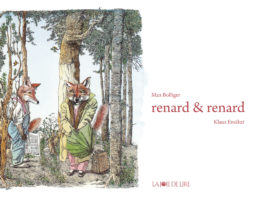 Max Bolliger
renard & renard
Klaus Ensikat
LA JOIE DE LIRE